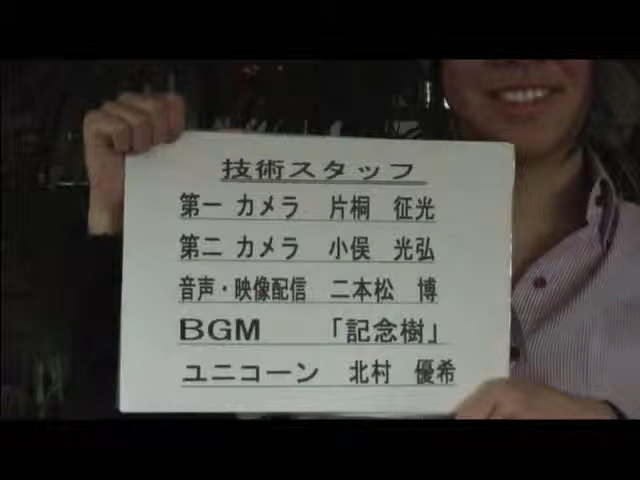 技術スタッフ
第一 カメラ 片桐 征光
第二 カメラ 小俣 光弘
音声・映像配信 二本松 博
BGM 「記念樹」
ユニコーン 北村 優希